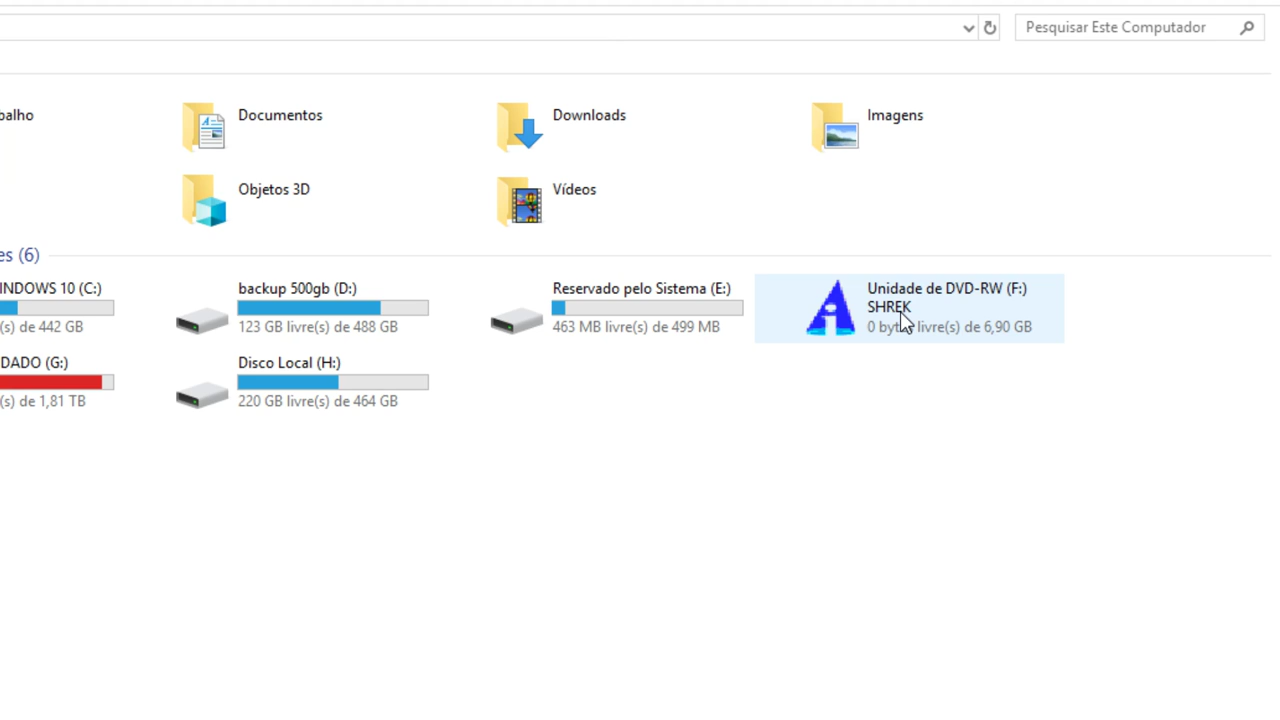 Pesquisar Este Computador
balho
Documentos
Downloads
Imagens
Objetos 3D
Vídeos
es (6)
INDOWS 10 (C:)
(s) de 442 GB
backup 500gb (D:)
123 GB livre(s) de 488 GB
Reservado pelo Sistema (E:)
463 MB livre(s) de 499 MB
Unidade de DVD-RW (F:)
SHREK
0 byte livre(s) de 6,90 GB
DADO (G:)
(s) de 1,81 TB
Disco Local (H:)
220 GB livre(s) de 464 GB